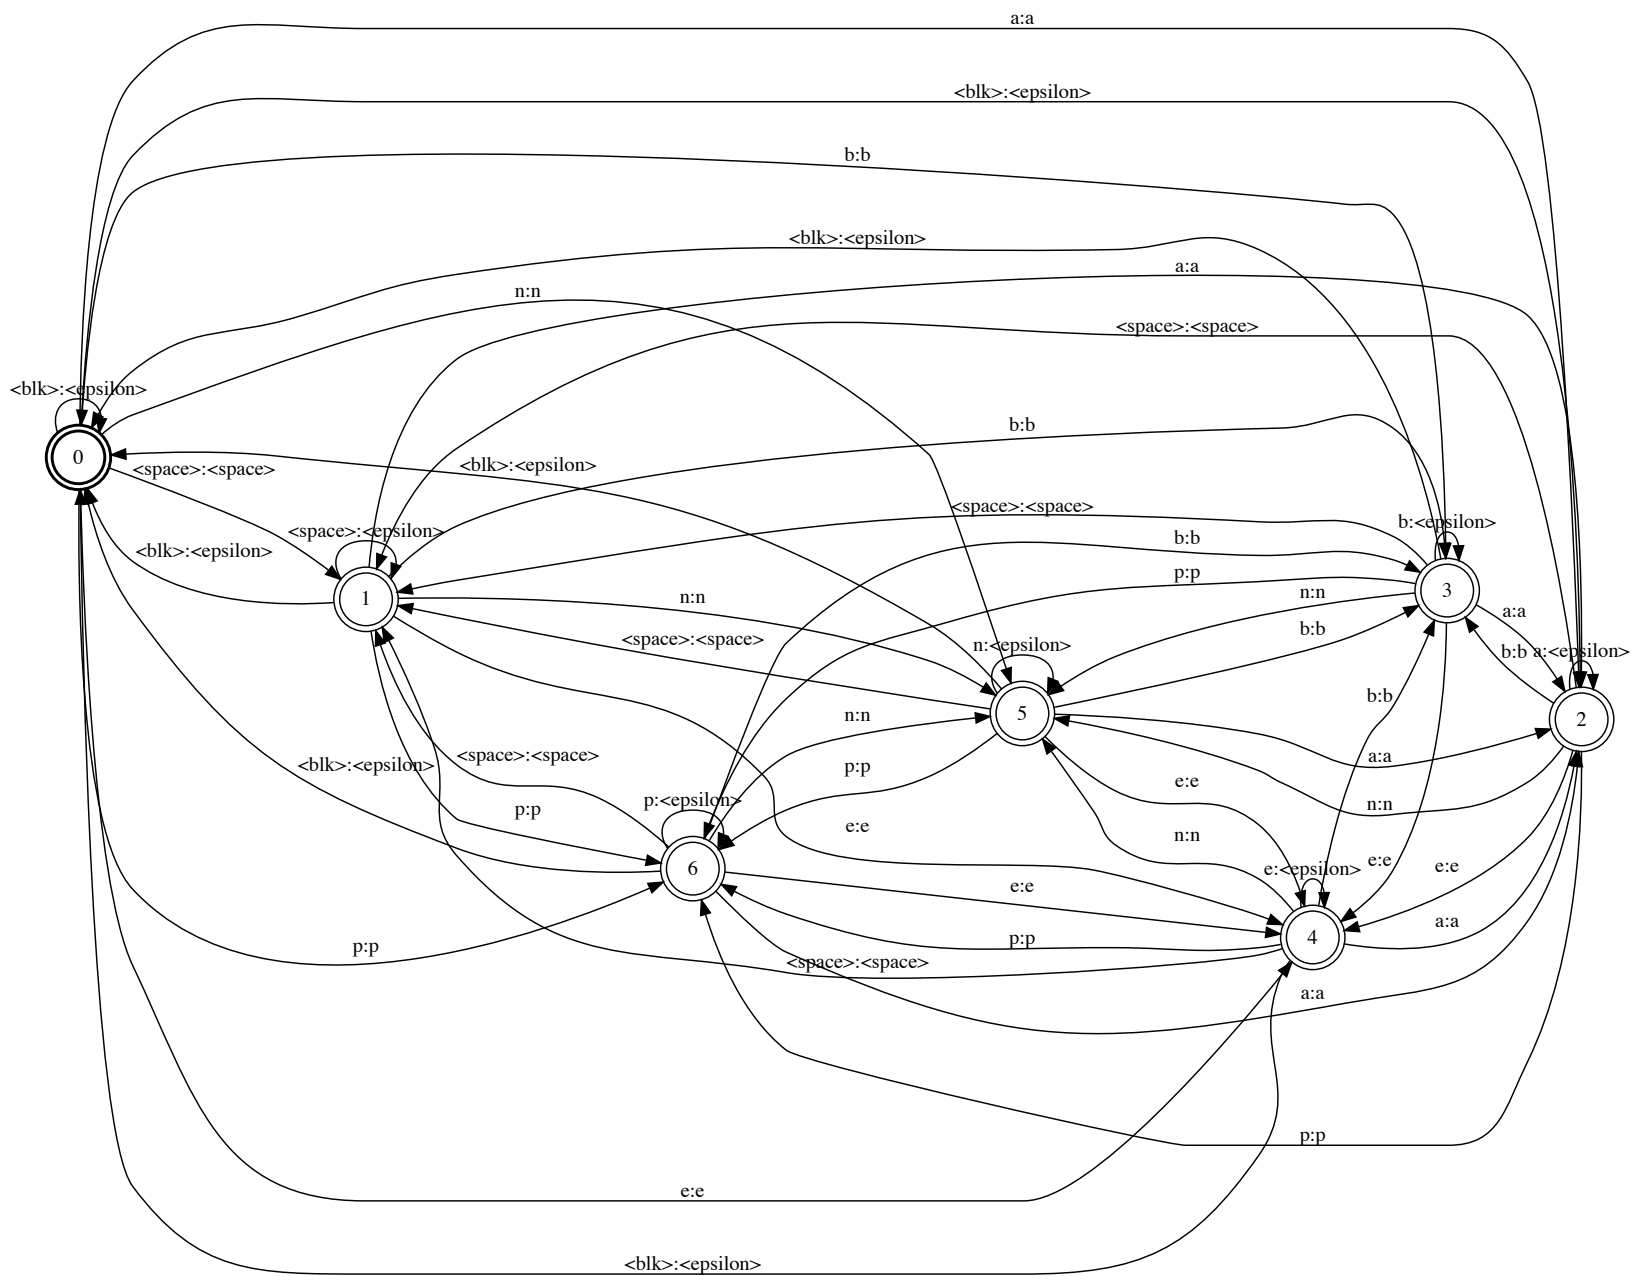 a:a
<blk>:<epsilon>
b:b
<blk>:<epsilon>
a:a
n:n
<space>:<space>
<blk>:<epsilon>
b:b
0
<space>:<space>
<blk>:<epsilon>
<space>:<space>
b:<epsilon>
<space>:<epsilon>
b:b
<blk>:<epsilon>
p:p
3
n:n
1
n:n
a:a
b:b
<space>:<space>
n:<epsilon>
b:b
a:<epsilon>
b:b
5
2
n:n
<space>:<space>
a:a
<blk>:<epsilon>
p:p
e:e
p:<epsilon>
n:n
p:p
e:e
n:n
e:e
e:e
6
e:<epsilon>
e:e
a:a
4
p:p
p:p
<space>:<space>
a:a
p:p
e:e
<blk>:<epsilon>